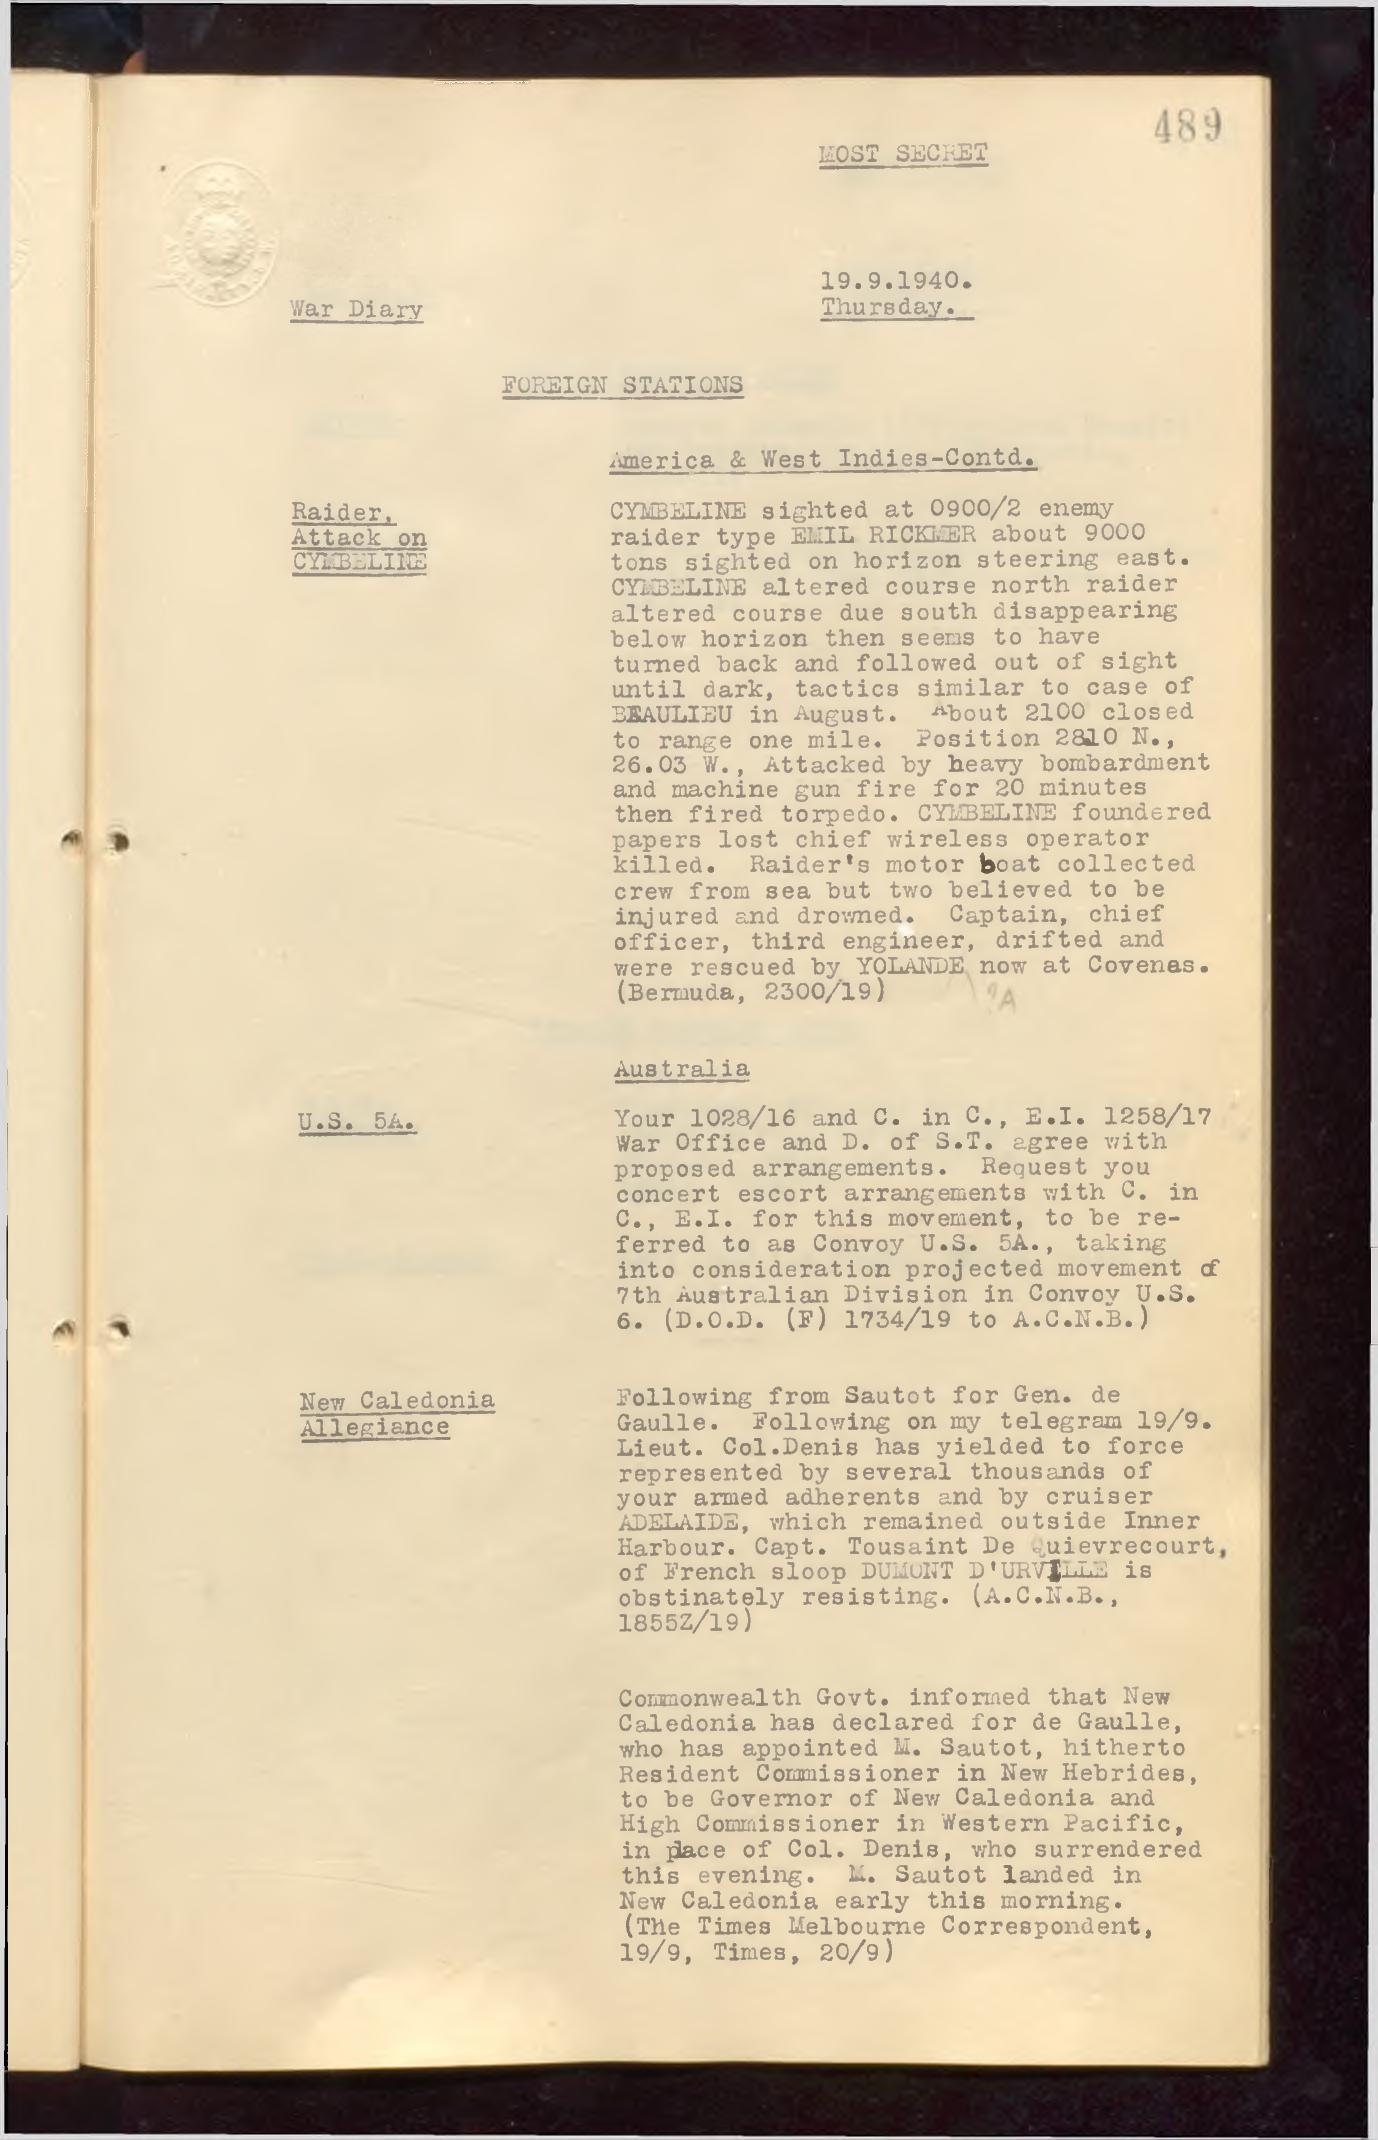 489
MOST SECRET
19.9.1940.
War Diary
Thursday.
FOREIGN STATIONS
America & West Indies-Contd.
Raider,
Attack on
CYMBELINE
CYMBELINE sighted at 0900/2 enemy
raider type EMIL RICKMER about 9000
tons sighted on horizon steering east.
CYMBELINE altered course north raider
altered course due south disappearing
below horizon then seems to have
turned back and followed out of sight
until dark, tactics similar to case of
BEAULIEU in August. About 2100 closed
to range one mile. Position 2810 N.,
26.03 W., Attacked by heavy bombardment
and machine gun fire for 20 minutes
then fired torpedo. CYMBELINE foundered
papers lost chief wireless operator
killed. Raider's motor boat collected
crew from sea but two believed to be
injured and drowned. Captain, chief
officer, third engineer, drifted and
were rescued by YOLANDE now at Covenas.
(Bermuda, 2300/19)
?A
Australia
U.S. 5A.
Your 1028/16 and C. in C., E.I. 1258/17
War Office and D. of S.T. agree with
proposed arrangements. Request you
concert escort arrangements with C. in
C., E.I. for this movement, to be re-
ferred to as Convoy U.S. 5A., taking
into consideration projected movement of
7th Australian Division in Convoy U.S.
6. (D.O.D. (F) 1734/19 to A.C.N.B.)
New Caledonia
Allegiance
Following from Sautot for Gen. de
Gaulle. Following on my telegram 19/9.
Lieut. Col.Denis has yielded to force
represented by several thousands of
your armed adherents and by cruiser
ADELAIDE, which remained outside Inner
Harbour. Capt. Tousaint De Quievrecourt,
of French sloop DUMONT D'URVILLE is
obstinately resisting. (A.C.N.B.,
1855Z/19)
Commonwealth Govt. informed that New
Caledonia has declared for de Gaulle,
who has appointed M. Sautot, hitherto
Resident Commissioner in New Hebrides,
to be Governor of New Caledonia and
High Commissioner in Western Pacific,
in place of Col. Denis, who surrendered
this evening. M. Sautot landed in
New Caledonia early this morning.
(The Times Melbourne Correspondent,
19/9, Times, 20/9)